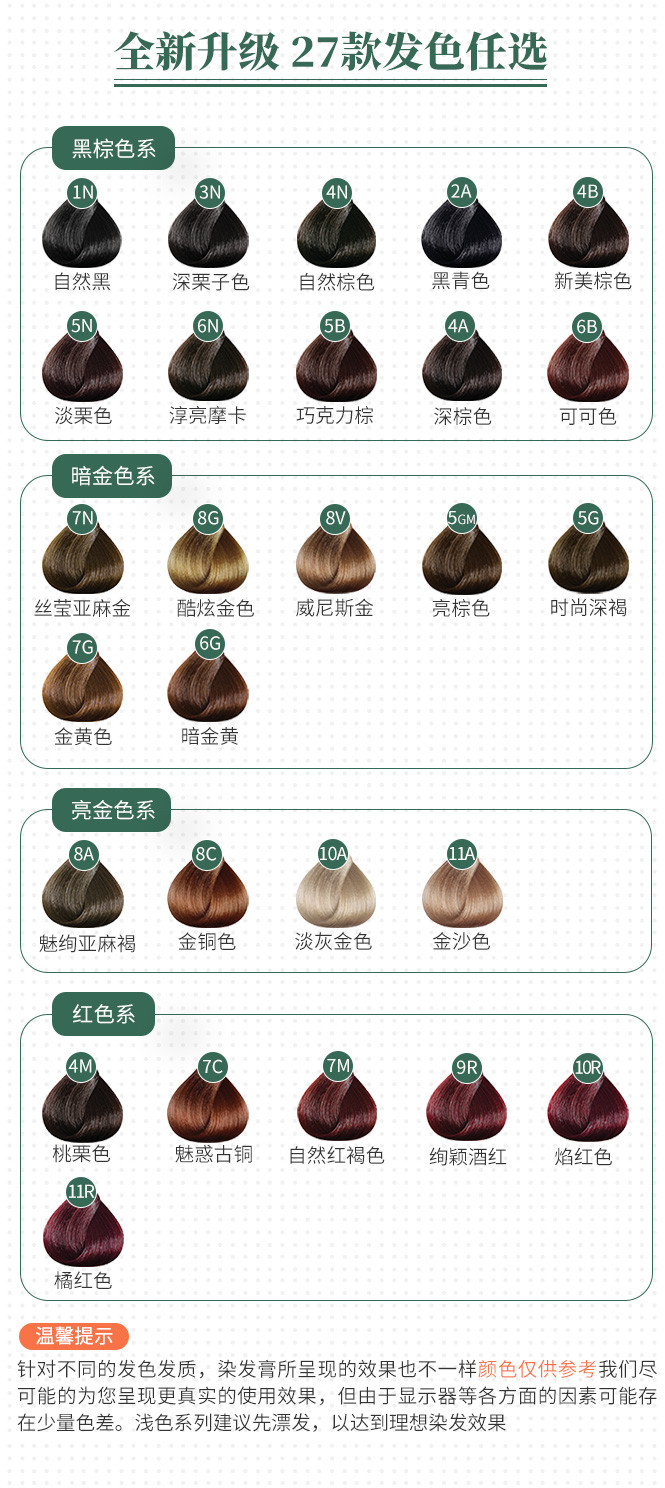 全新升级 27款发色任选
黑棕色系
1N 3N 4N 2A 4B
自然黑 深栗子色 自然棕色 黑青色 新美棕色
5N 6N 5B 4A 6B
淡栗色 淳亮摩卡 巧克力棕 深棕色 可可色
暗金色系
7N 8G 8V 5GM 5G
丝莹亚麻金 酷炫金色 威尼斯金 亮棕色 时尚深褐
7G 6G
金黄色 暗金黄
亮金色系
8A 8C 10A 11A
魅绚亚麻褐 金铜色 淡灰金色 金沙色
红色系
4M 7C 7M 9R 10R
桃栗色 魅惑古铜 自然红褐色 绚颖酒红 焰红色
11R
橘红色
温馨提示
针对不同的发色发质，染发膏所呈现的效果也不一样颜色仅供参考我们尽
可能的为您呈现更真实的使用效果，但由于显示器等各方面的因素可能存
在少量色差。浅色系列建议先漂发，以达到理想染发效果